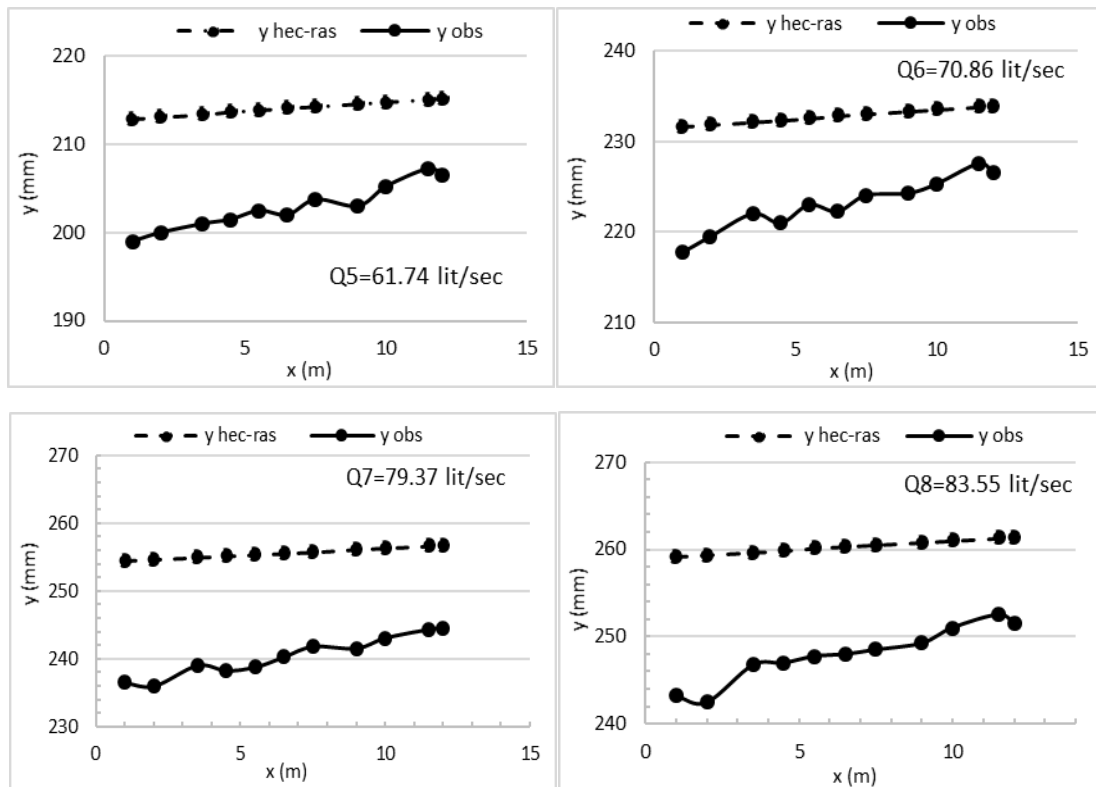 y hec-ras y obs
220
210
200
190
0 5 10 15
y (mm)
x (m)
Q5=61.74 lit/sec
y hec-ras y obs
240
230
220
210
0 5 10 15
y (mm)
x (m)
Q6=70.86 lit/sec
y hec-ras y obs
270
260
250
240
230
0 5 10 15
y (mm)
x (m)
Q7=79.37 lit/sec
y hec-ras y obs
270
260
250
240
0 5 10
y (mm)
x (m)
Q8=83.55 lit/sec